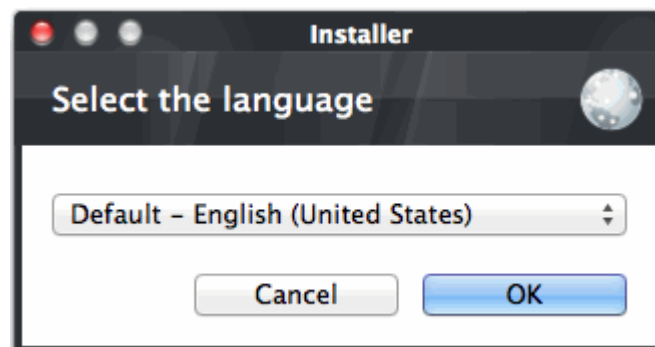 Installer
Select the language
Default – English (United States)
Cancel
OK